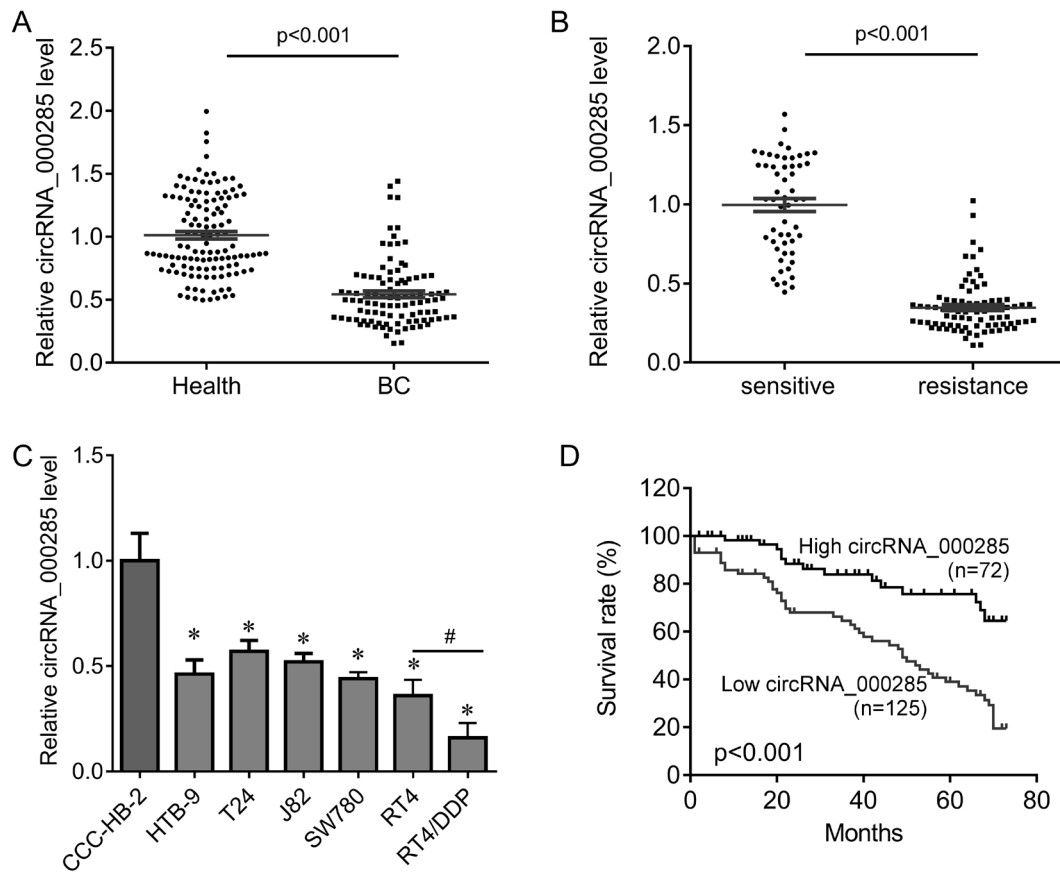 A
p<0.001
Relative circRNA_000285 level
2.5
2.0
1.5
1.0
0.5
0.0
Health
BC
B
p<0.001
Relative circRNA_000285 level
2.0
1.5
1.0
0.5
0.0
sensitive
resistance
C
Relative circRNA_000285 level
1.5
1.0
0.5
0.0
*
*
*
*
*
*
#
CCC-HB-2
HTB-9
T24
J82
SW780
RT4
RT4/DDP
D
Survival rate (%)
120
100
80
60
40
20
0
High circRNA_000285
(n=72)
Low circRNA_000285
(n=125)
p<0.001
0
20
40
60
80
Months